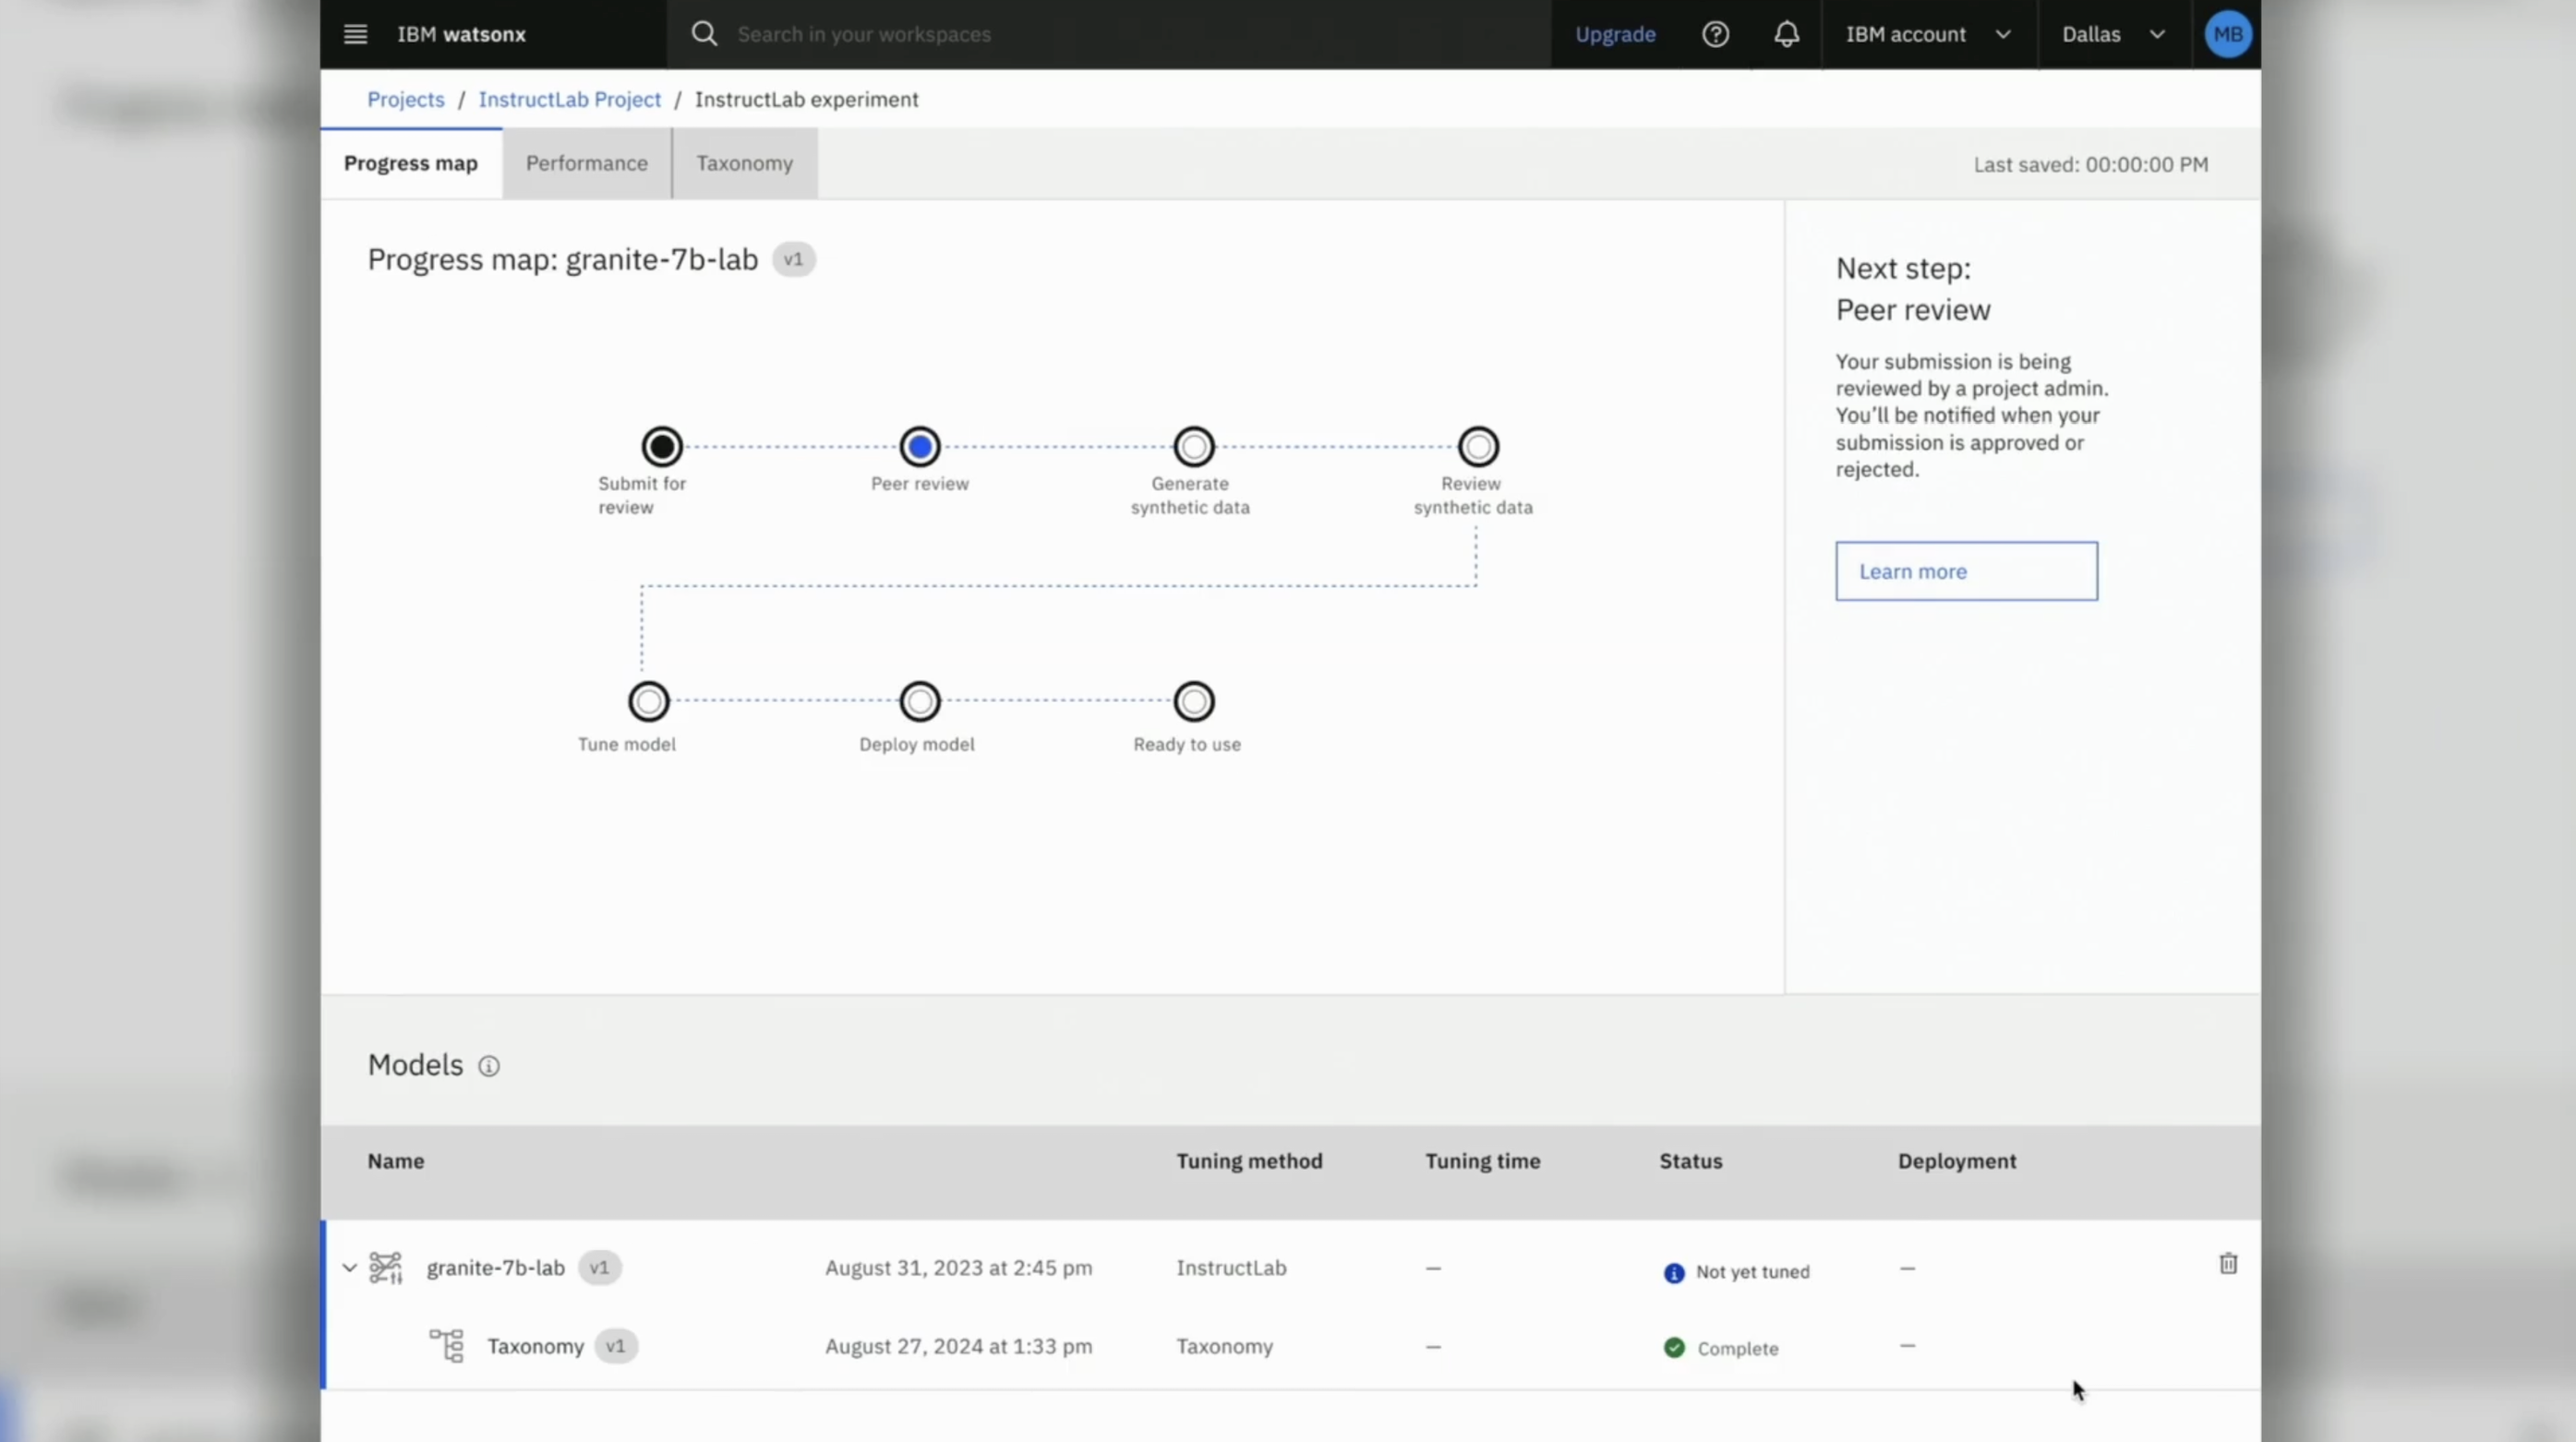 IBM watsonx
Search in your workspaces
Upgrade
IBM account
Dallas
MB
Projects / InstructLab Project / InstructLab experiment
Progress map
Performance
Taxonomy
Last saved: 00:00:00 PM
Progress map: granite-7b-lab v1
Submit for
review
Peer review
Generate
synthetic data
Review
synthetic data
Tune model
Deploy model
Ready to use
Next step:
Peer review
Your submission is being
reviewed by a project admin.
You'll be notified when your
submission is approved or
rejected.
Learn more
Models
Name Tuning method Tuning time Status Deployment
granite-7b-lab v1 August 31, 2023 at 2:45 pm InstructLab – Not yet tuned –
Taxonomy v1 August 27, 2024 at 1:33 pm Taxonomy – Complete –